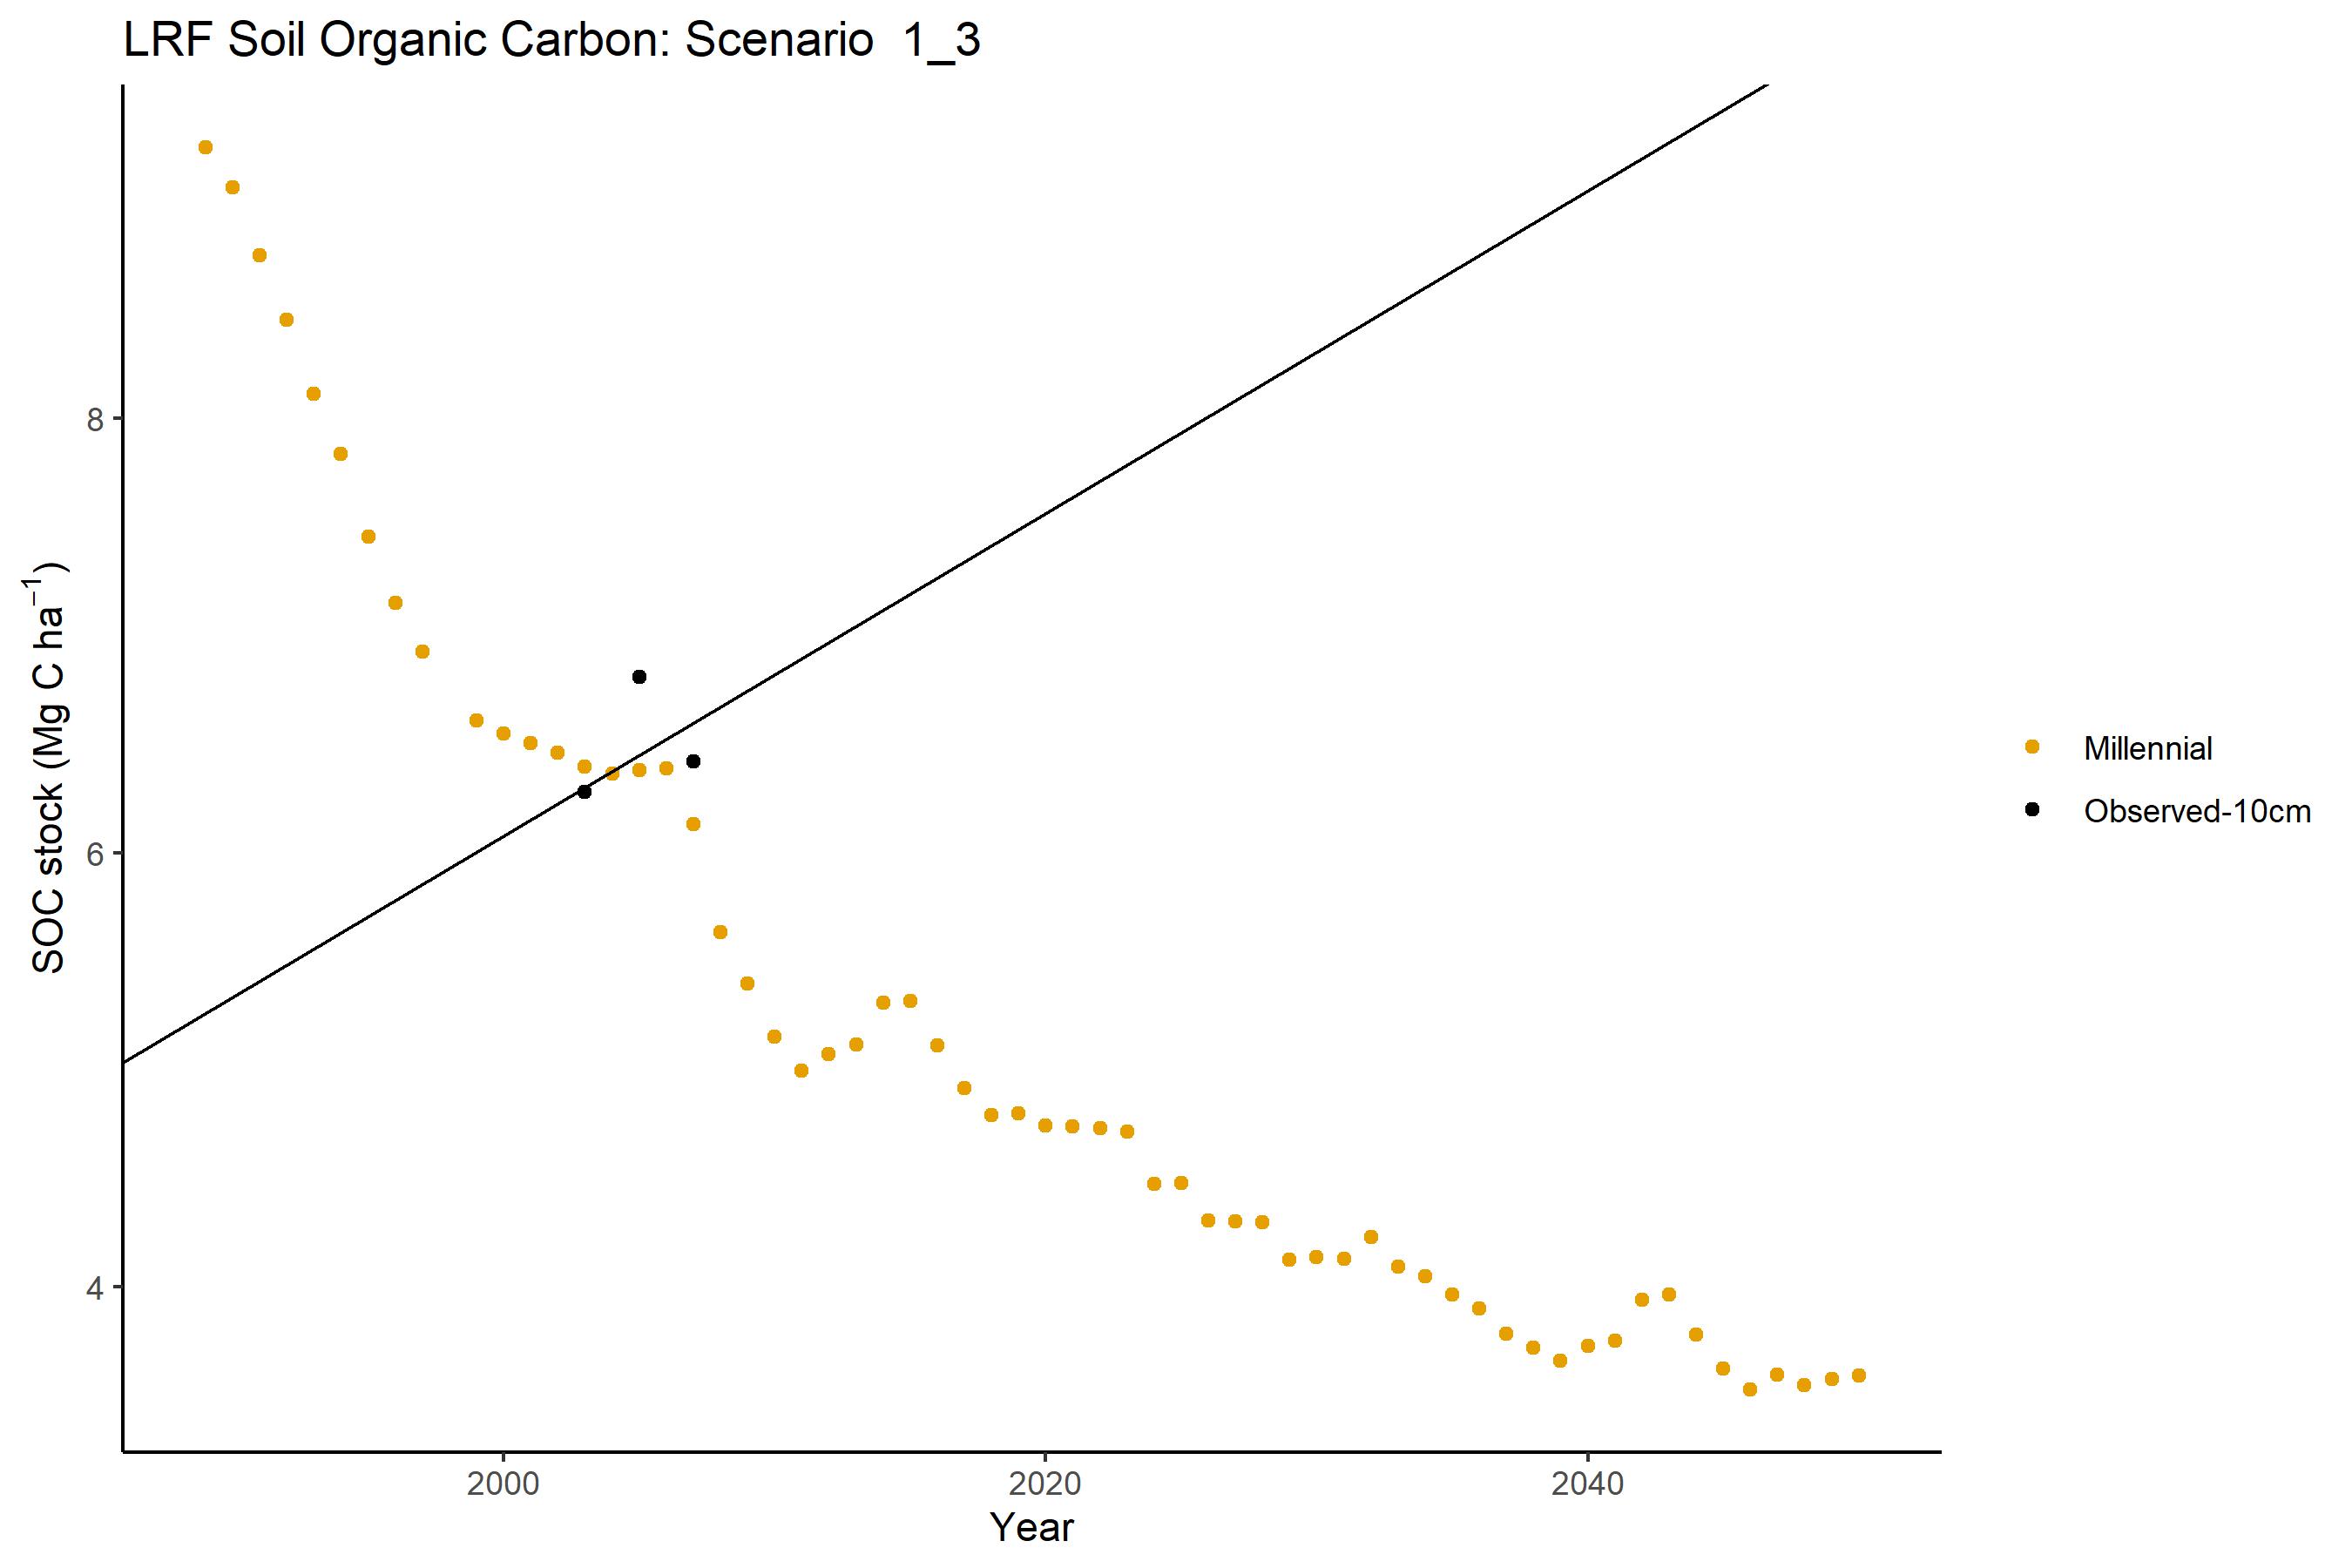 LRF Soil Organic Carbon: Scenario  1_3
SOC stock (Mg C ha⁻¹)
8
6
4
2000
2020
2040
Year
Millennial
Observed-10cm